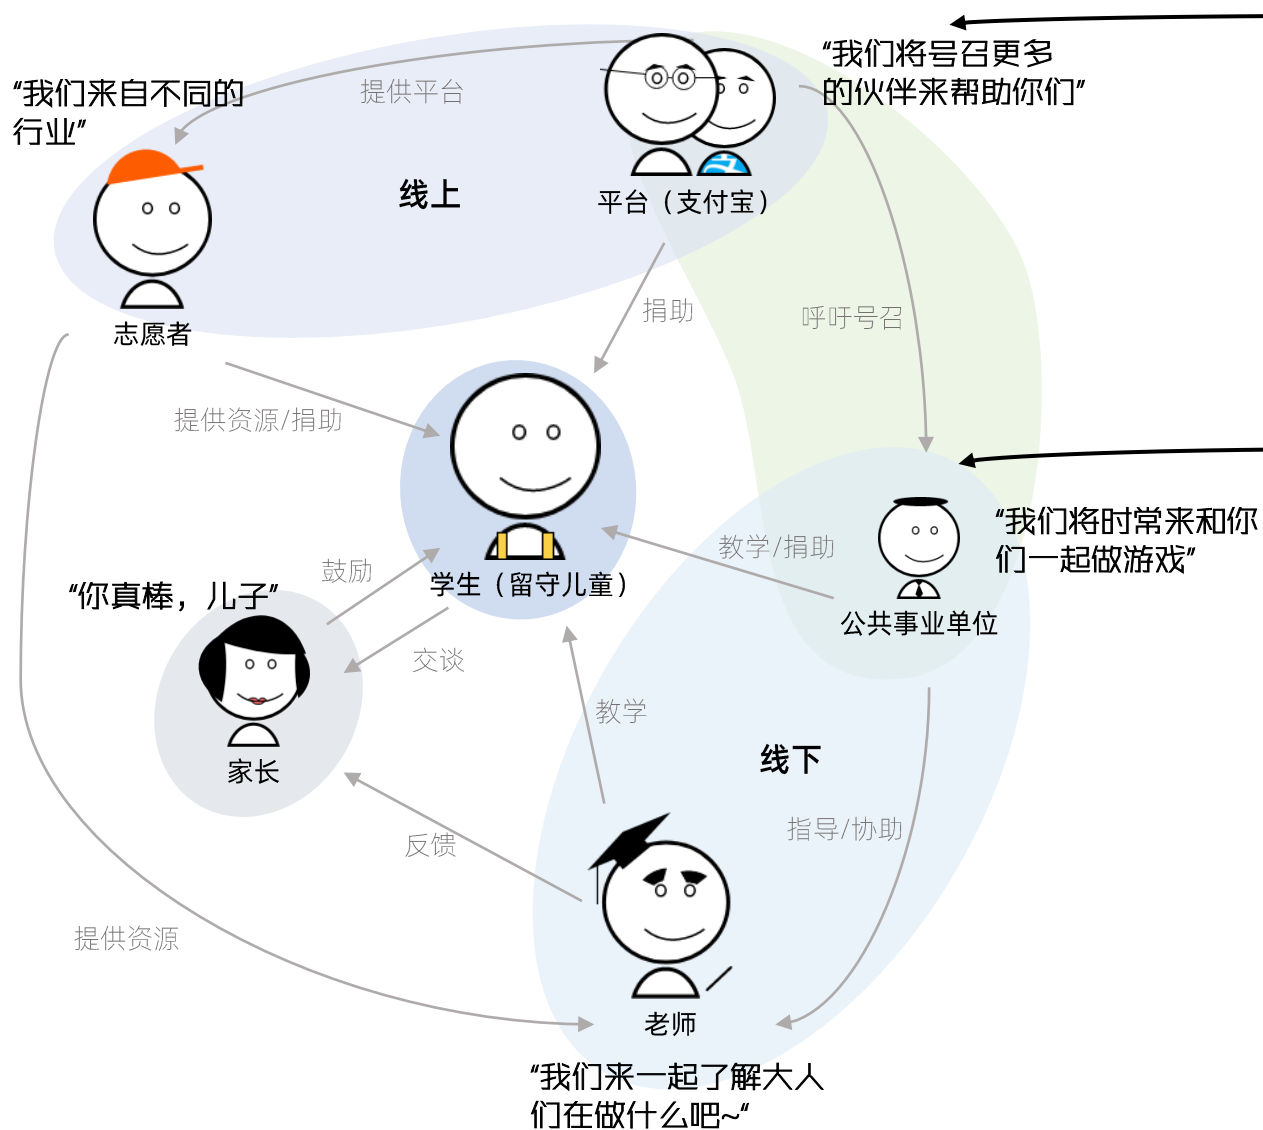 “我们将号召更多
的伙伴来帮助你们”
“我们来自不同的
行业”
提供平台
线上
平台（支付宝）
志愿者
捐助
呼吁号召
提供资源/捐助
“我们将时常来和你
们一起做游戏”
教学/捐助
鼓励
学生（留守儿童）
“你真棒，儿子”
公共事业单位
交谈
教学
线下
家长
指导/协助
反馈
提供资源
老师
“我们来一起了解大人
们在做什么吧~“